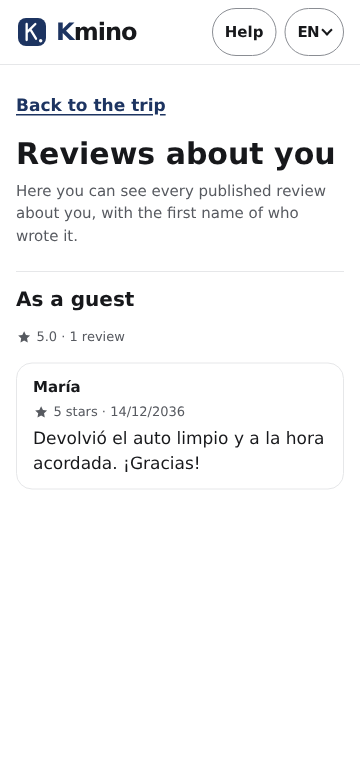 K. Kmino
Help
EN
Back to the trip
Reviews about you
Here you can see every published review
about you, with the first name of who
wrote it.
As a guest
5.0 · 1 review
María
5 stars · 14/12/2036
Devolvió el auto limpio y a la hora
acordada. ¡Gracias!